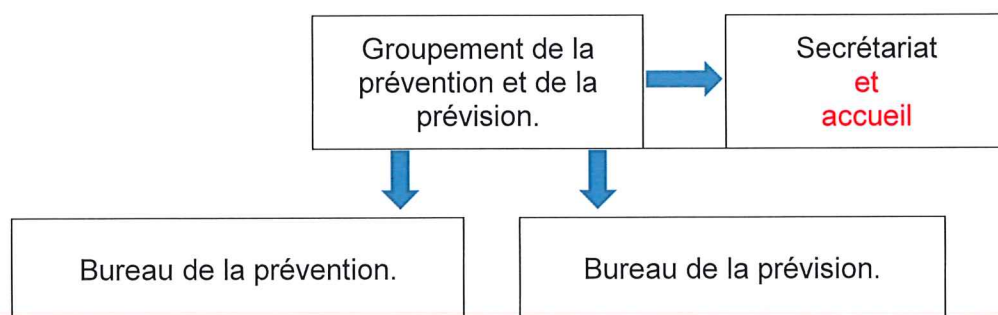 Groupement de la
prévention et de la
prévision.
Secrétariat
et
accueil
Bureau de la prévention.
Bureau de la prévision.